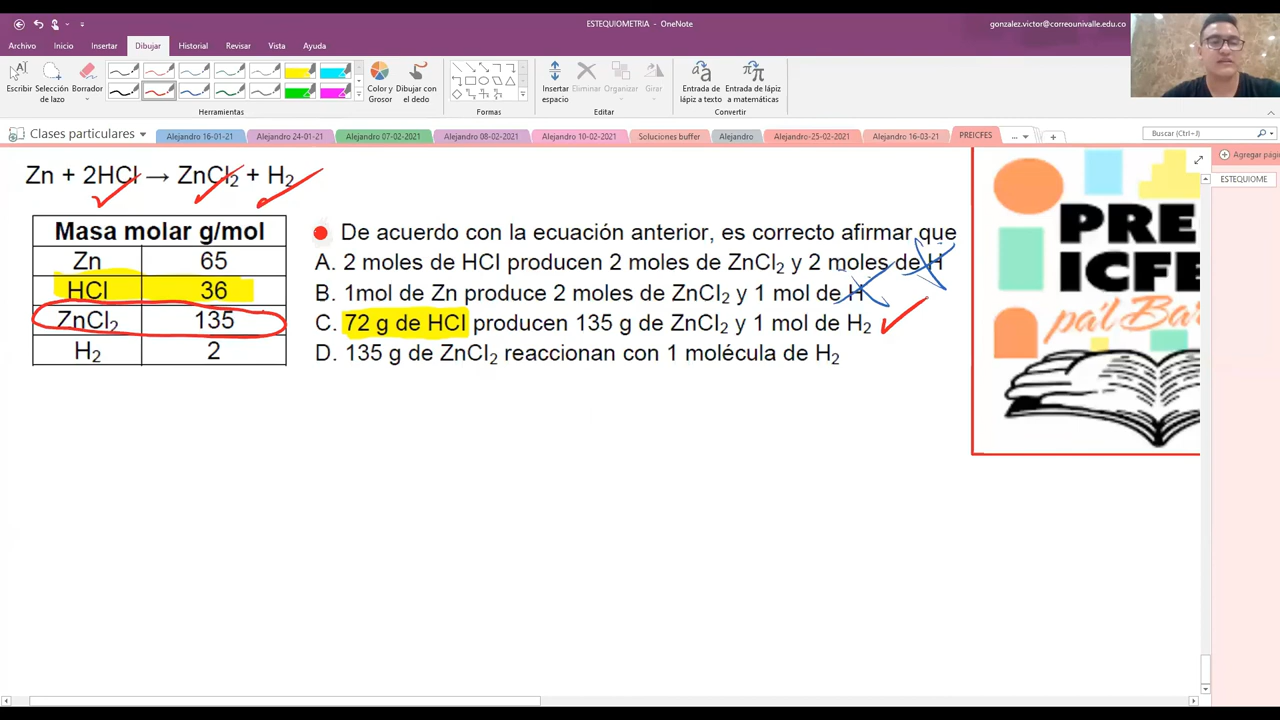 ESTEQUIOMETRIA - OneNote
gonzalez.victor@correounivalle.edu.co
Archivo Inicio Insertar Dibujar Historial Revisar Vista Ayuda
Escribir Selección de lazo Borrador Color y Grosor Dibujar con el dedo Insertar espacio Eliminar Organizar Girar Entrada de lápiz a texto Entrada de lápiz a matemáticas
Herramientas Formas Editar Convertir
Clases particulares Alejandro 16-01-21 Alejandro 24-01-21 Alejandro 07-02-2021 Alejandro 08-02-2021 Alejandro 10-02-2021 Soluciones buffer Alejandro Alejandro-25-02-2021 Alejandro 16-03-21 PREICFES ... Buscar (Ctrl+J)
Agregar pági
ESTEQUIOME
Zn + 2HCl → ZnCl₂ + H₂
Masa molar g/mol
Zn 65
HCl 36
ZnCl₂ 135
H₂ 2
De acuerdo con la ecuación anterior, es correcto afirmar que
A. 2 moles de HCl producen 2 moles de ZnCl₂ y 2 moles de H
B. 1mol de Zn produce 2 moles de ZnCl₂ y 1 mol de H
C. 72 g de HCl producen 135 g de ZnCl₂ y 1 mol de H₂
D. 135 g de ZnCl₂ reaccionan con 1 molécula de H₂
PRE
ICFE
pa'l Bar